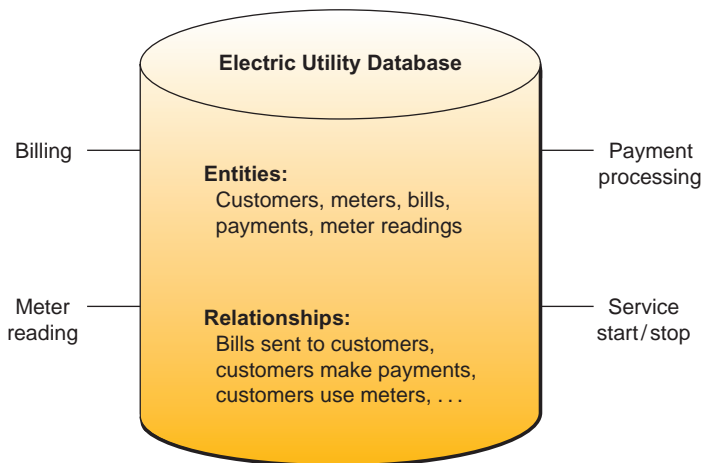 Electric Utility Database
Billing
Payment
processing
Entities:
Customers, meters, bills,
payments, meter readings
Meter
reading
Service
start/stop
Relationships:
Bills sent to customers,
customers make payments,
customers use meters, . . .